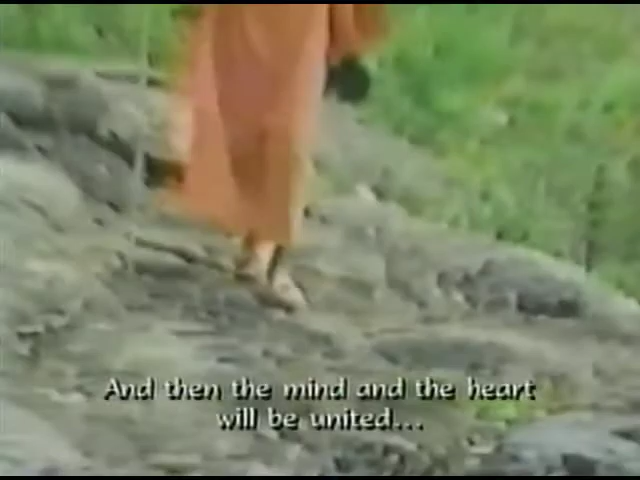 And then the mind and the heart
will be united...